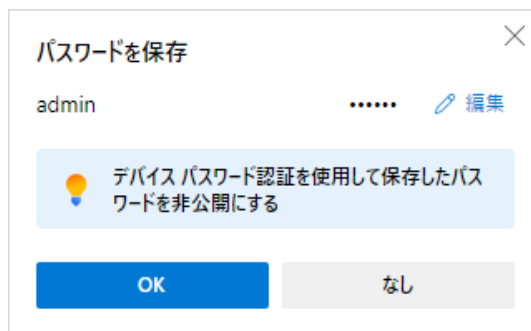 パスワードを保存
admin
•••••• 編集
デバイス パスワード認証を使用して保存したパス
ワードを非公開にする
OK
なし